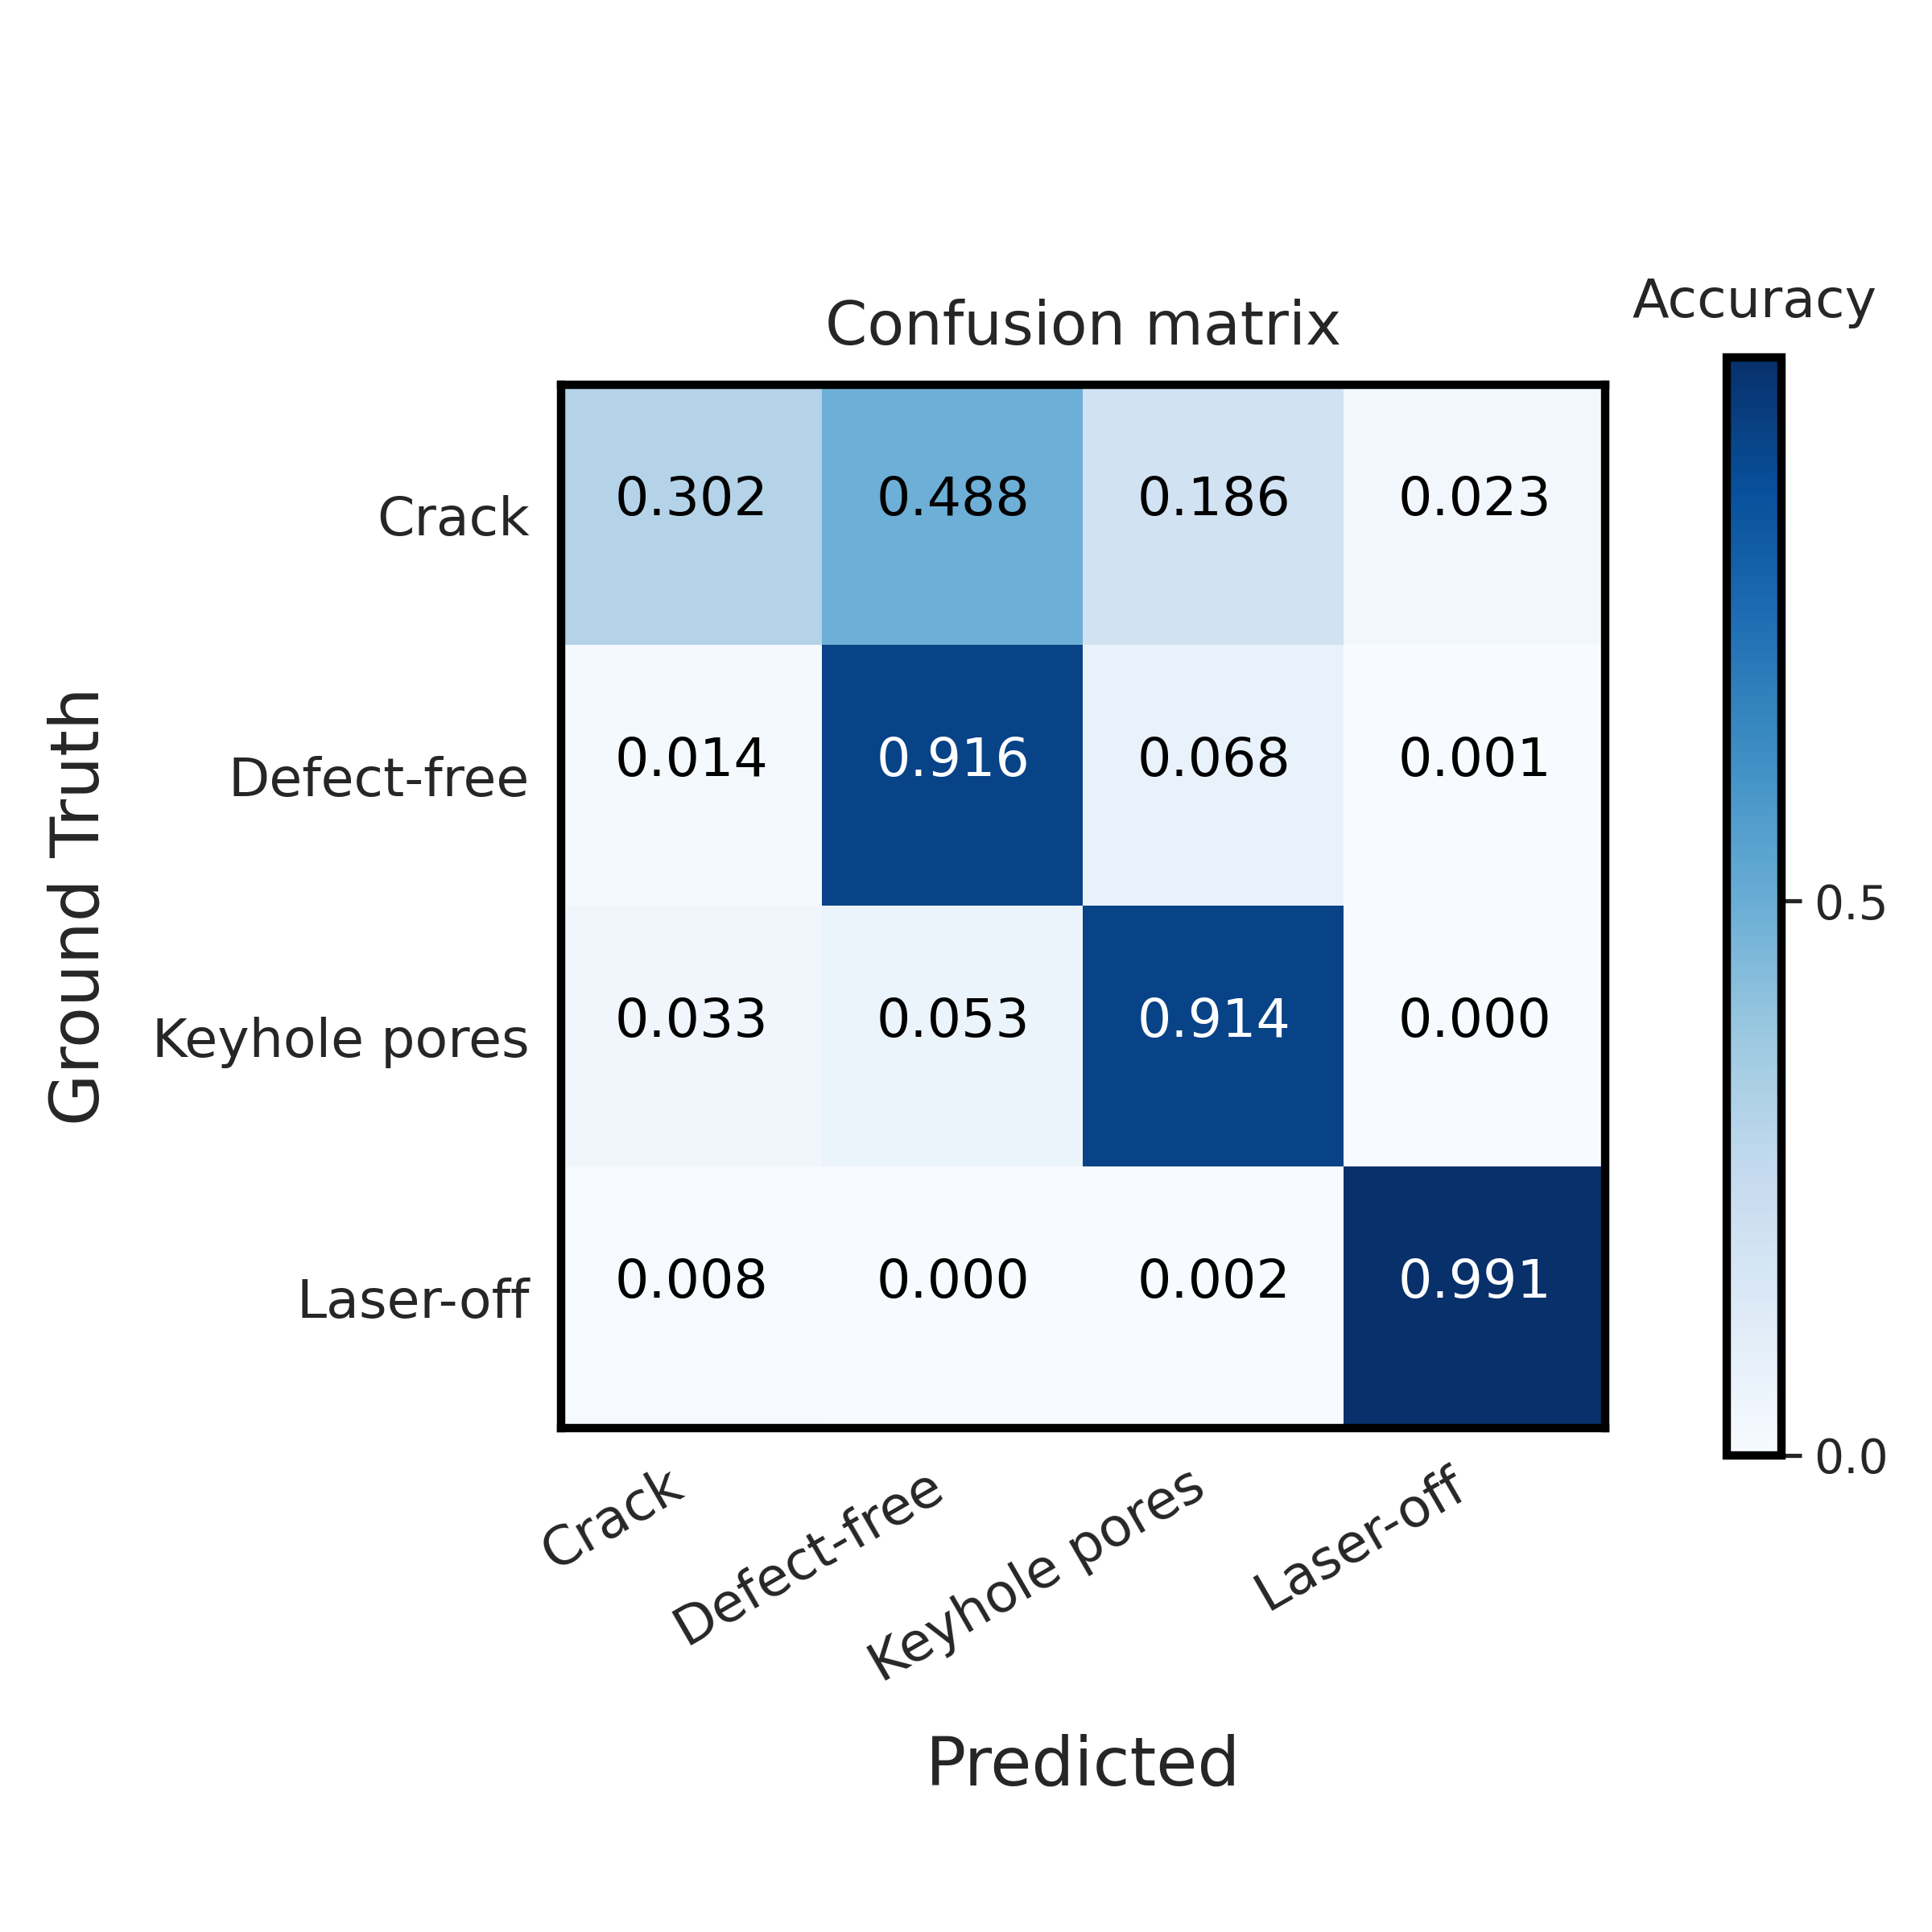 Accuracy
Confusion matrix
Crack 0.302 0.488 0.186 0.023
Defect-free 0.014 0.916 0.068 0.001
Keyhole pores 0.033 0.053 0.914 0.000
Laser-off 0.008 0.000 0.002 0.991
Ground Truth
Crack Defect-free Keyhole pores Laser-off
Predicted
0.5
0.0